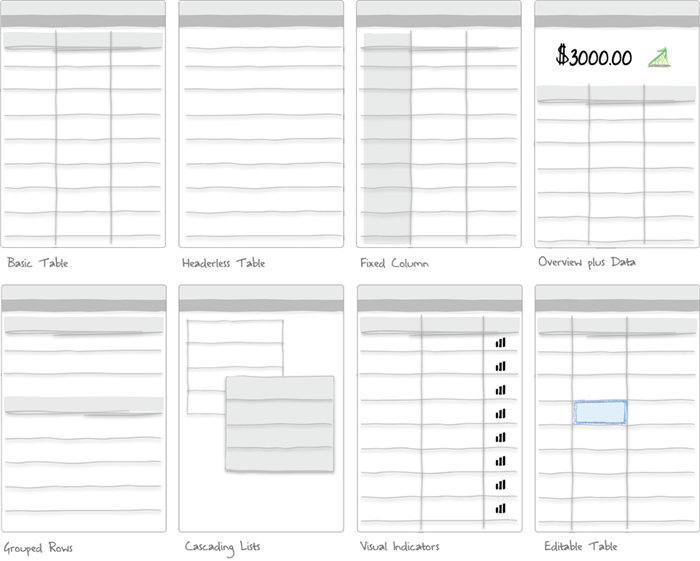 $3000.00
Basic Table
Headerless Table
Fixed Column
Overview plus Data
Grouped Rows
Cascading Lists
Visual Indicators
Editable Table